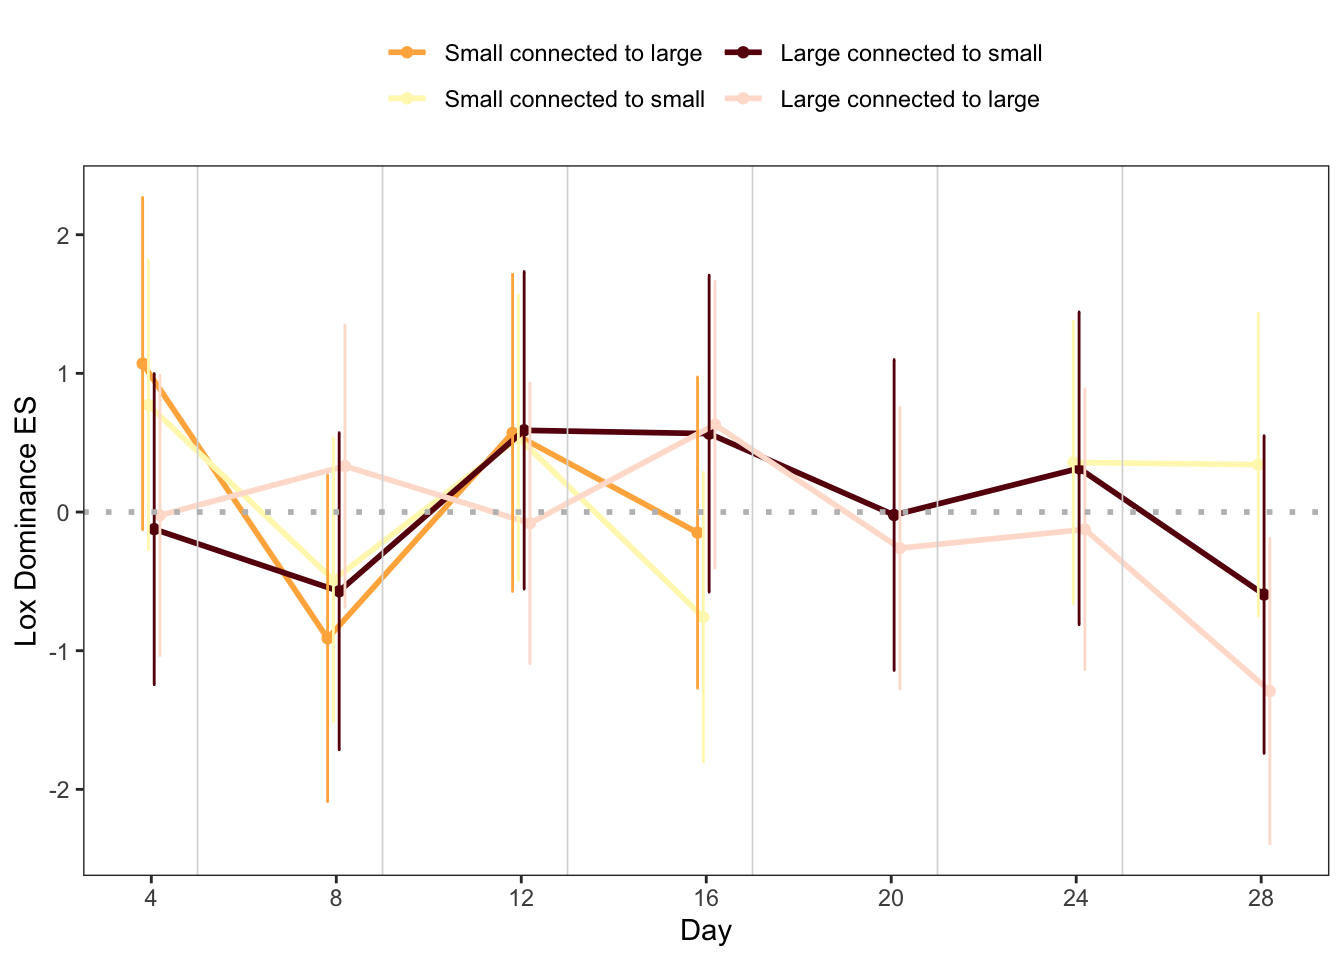 Small connected to large Large connected to small
Small connected to small Large connected to large
Lox Dominance ES
2
1
0
-1
-2
4 8 12 16 20 24 28
Day